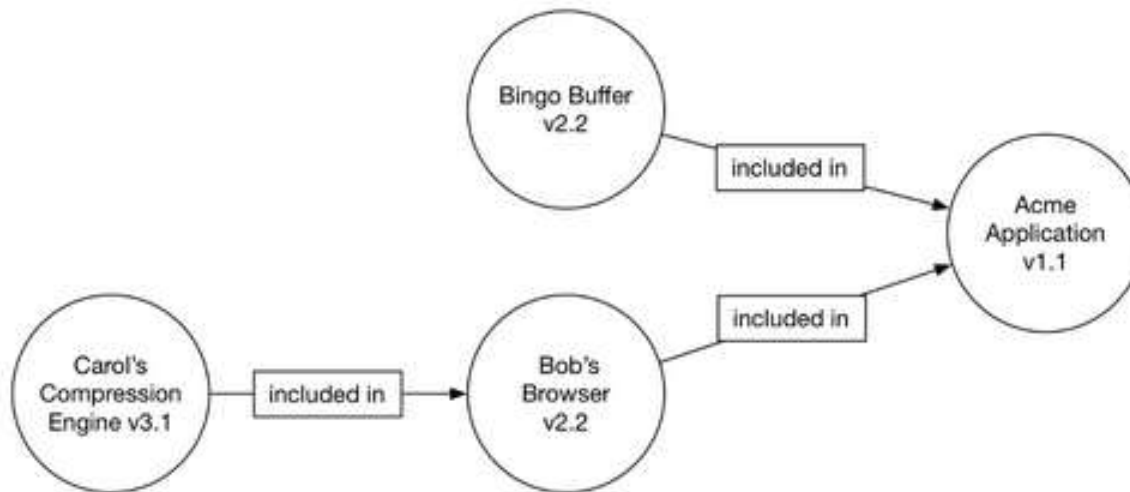 Bingo Buffer
v2.2
included in
Acme
Application
v1.1
included in
Carol's
Compression
Engine v3.1
included in
Bob's
Browser
v2.2